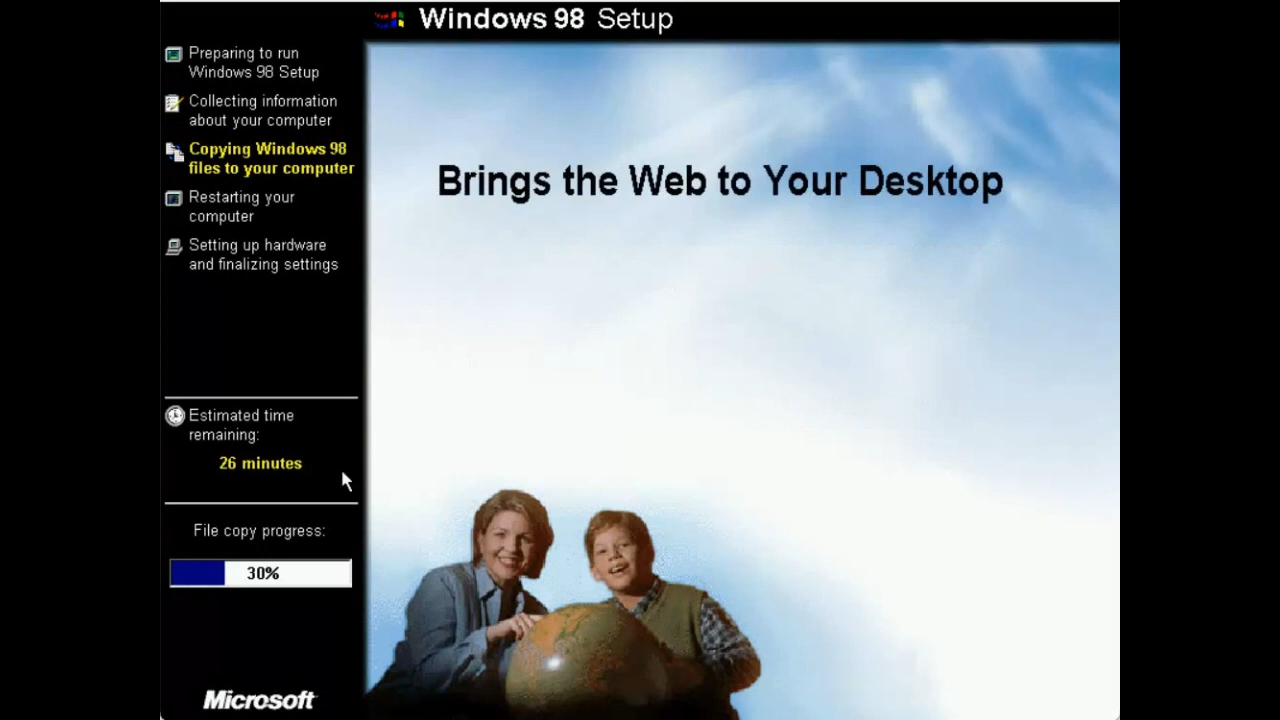 Windows 98 Setup
Preparing to run
Windows 98 Setup
Collecting information
about your computer
Copying Windows 98
files to your computer
Restarting your
computer
Setting up hardware
and finalizing settings
Estimated time
remaining:
26 minutes
File copy progress:
30%
Microsoft
Brings the Web to Your Desktop